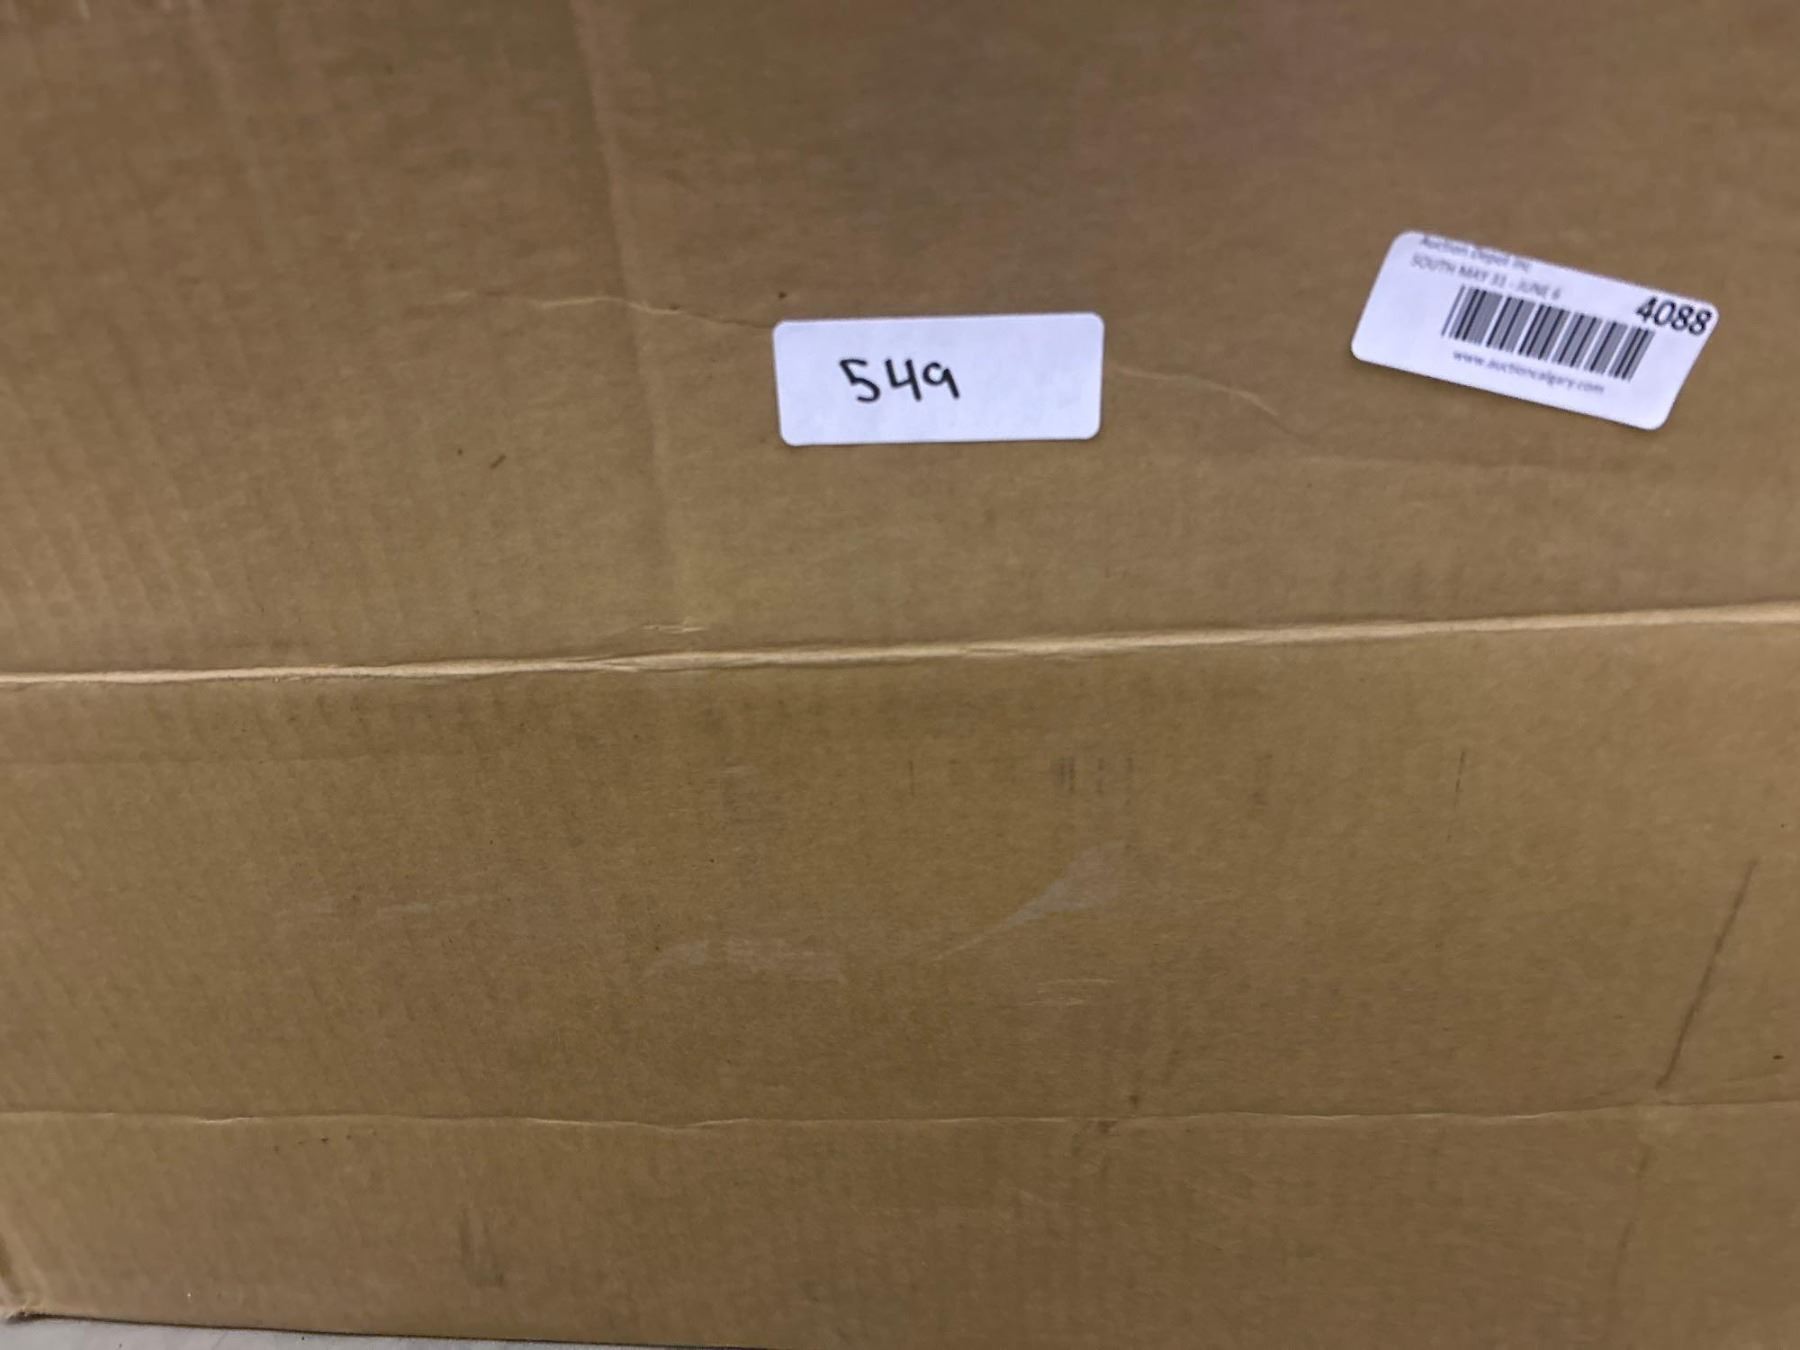 549
Auction Depot Inc
SOUTH MAY 31 - JUNE 6
4088
www.auctioncalgary.com